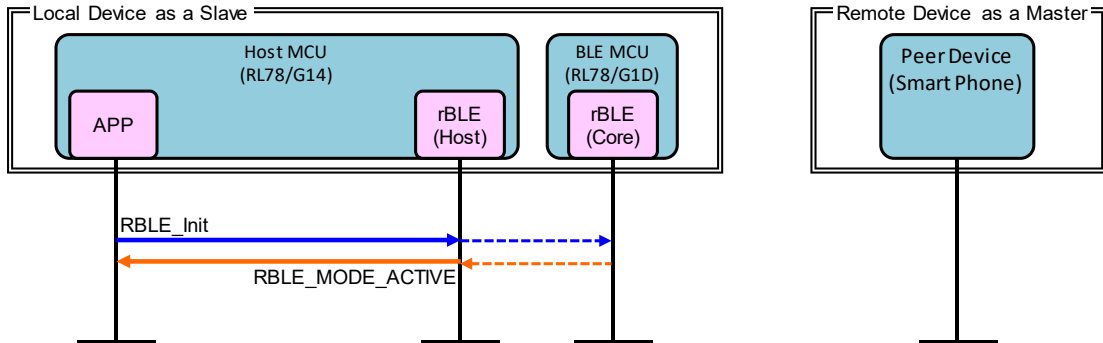 Local Device as a Slave
Remote Device as a Master
Host MCU
(RL78/G14)
BLE MCU
(RL78/G1D)
Peer Device
(Smart Phone)
APP
rBLE
(Host)
rBLE
(Core)
RBLE_Init
RBLE_MODE_ACTIVE